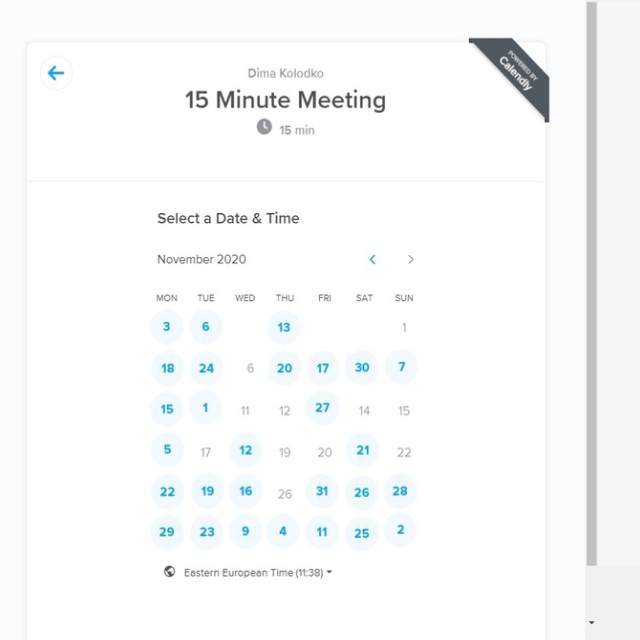 POWERED BY
Calendly
Dima Kolodko
15 Minute Meeting
15 min
Select a Date & Time
November 2020
MON TUE WED THU FRI SAT SUN
3 6 13 1
18 24 6 20 17 30 7
15 1 11 12 27 14 15
5 17 12 19 20 21 22
22 19 16 26 31 26 28
29 23 9 4 11 25 2
Eastern European Time (11:38)